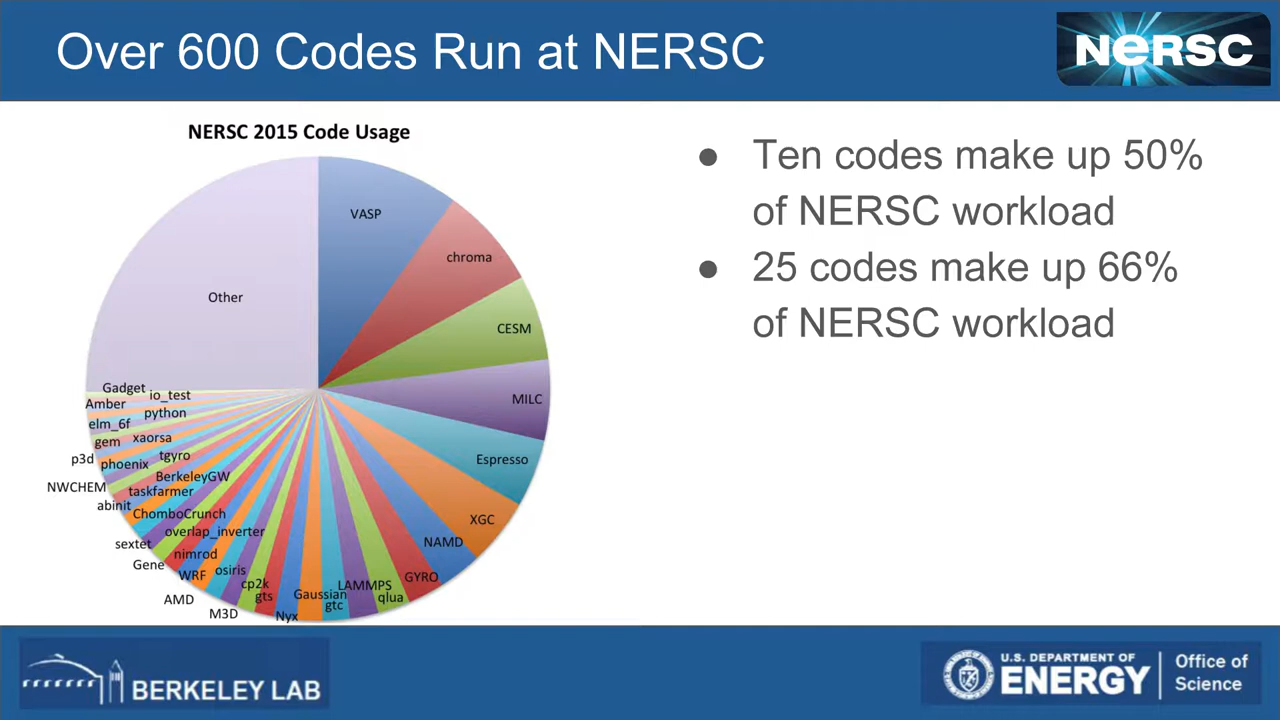 Over 600 Codes Run at NERSC
NERSC
NERSC 2015 Code Usage
VASP
chroma
CESM
MILC
Espresso
XGC
NAMD
GYRO
qlua
LAMMPS
gtc
Gaussian
Nyx
gts
cp2k
M3D
osiris
AMD
WRF
nimrod
Gene
overlap_inverter
sextet
ChomboCrunch
taskfarmer
abinit
BerkeleyGW
NWCHEM
phoenix
tgyro
p3d
xaorsa
gem
elm_6f
python
Amber
io_test
Gadget
Other
● Ten codes make up 50%
of NERSC workload
● 25 codes make up 66%
of NERSC workload
BERKELEY LAB
U.S. DEPARTMENT OF
ENERGY
Office of
Science